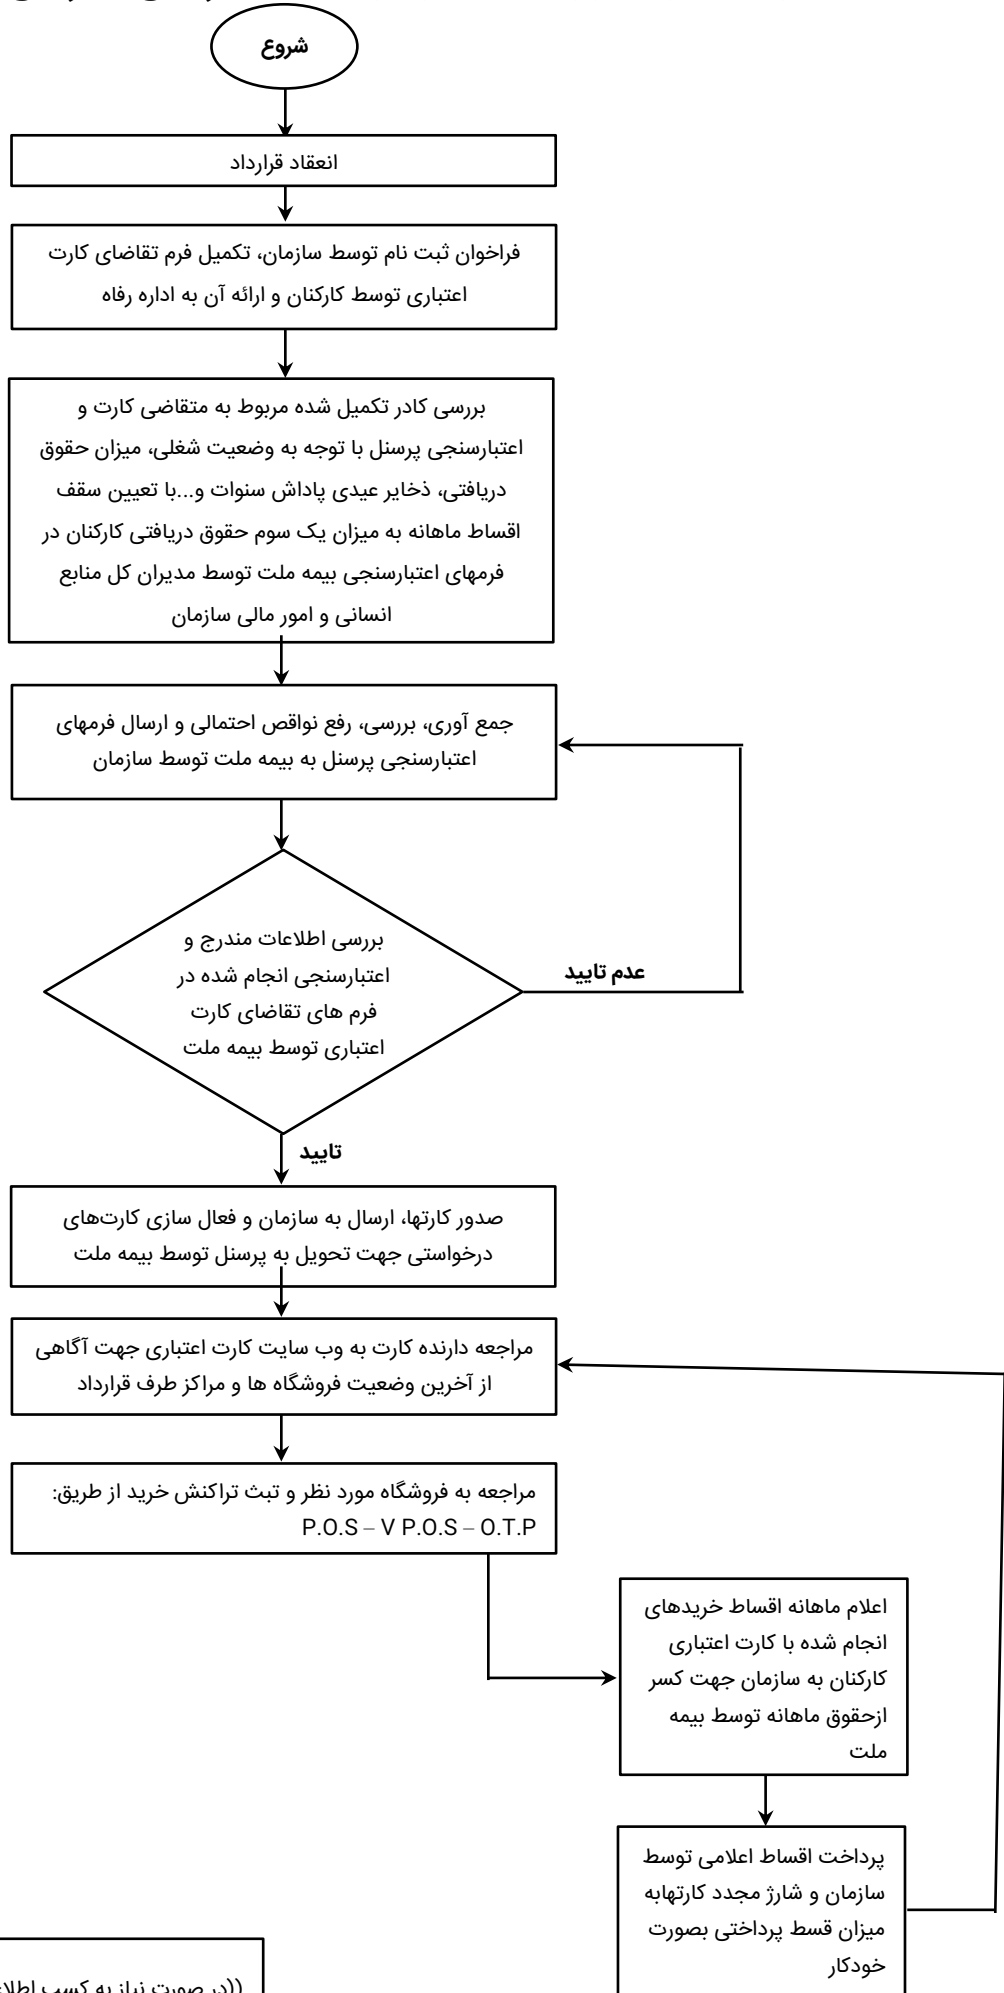 شروع
انعقاد قرارداد
فراخوان ثبت نام توسط سازمان، تکمیل فرم تقاضای کارت
اعتباری توسط کارکنان و ارائه آن به اداره رفاه
بررسی کادر تکمیل شده مربوط به متقاضی کارت و
اعتبارسنجی پرسنل با توجه به وضعیت شغلی، میزان حقوق
دریافتی، ذخایر عیدی پاداش سنوات و...با تعیین سقف
اقساط ماهانه به میزان یک سوم حقوق دریافتی کارکنان در
فرمهای اعتبارسنجی بیمه ملت توسط مدیران کل منابع
انسانی و امور مالی سازمان
جمع آوری، بررسی، رفع نواقص احتمالی و ارسال فرمهای
اعتبارسنجی پرسنل به بیمه ملت توسط سازمان
بررسی اطلاعات مندرج و
اعتبارسنجی انجام شده در
فرم های تقاضای کارت
اعتباری توسط بیمه ملت
عدم تایید
تایید
صدور کارتها، ارسال به سازمان و فعال سازی کارت‌های
درخواستی جهت تحویل به پرسنل توسط بیمه ملت
مراجعه دارنده کارت به وب سایت کارت اعتباری جهت آگاهی
از آخرین وضعیت فروشگاه ها و مراکز طرف قرارداد
مراجعه به فروشگاه مورد نظر و تبث تراکنش خرید از طریق:
P.O.S – V P.O.S – O.T.P
اعلام ماهانه اقساط خریدهای
انجام شده با کارت اعتباری
کارکنان به سازمان جهت کسر
ازحقوق ماهانه توسط بیمه
ملت
پرداخت اقساط اعلامی توسط
سازمان و شارژ مجدد کارتهابه
میزان قسط پرداختی بصورت
خودکار
((در صورت نیاز به کسب